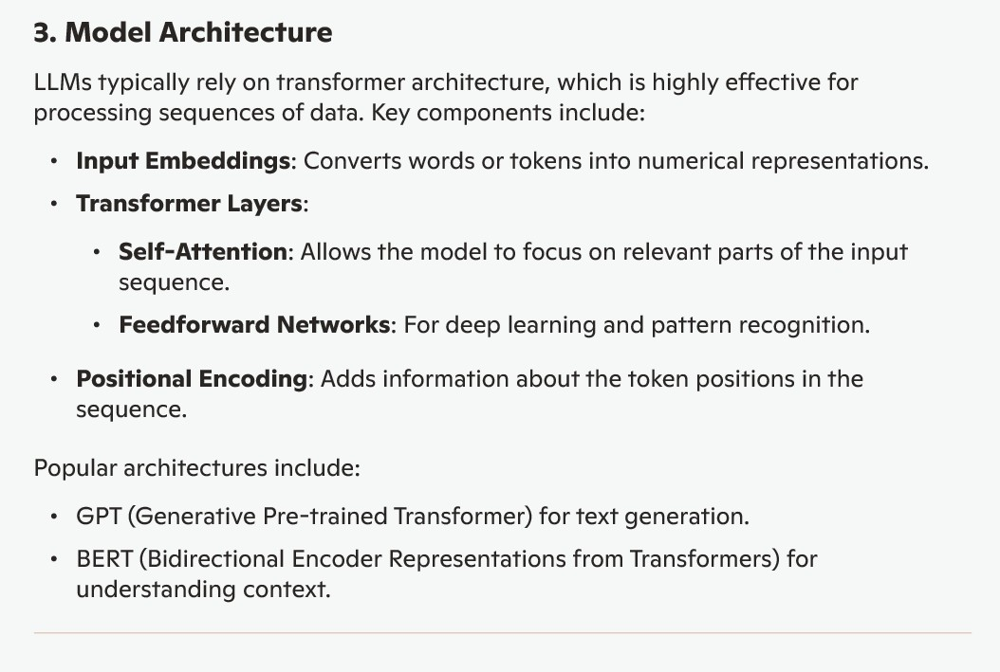 3. Model Architecture
LLMs typically rely on transformer architecture, which is highly effective for
processing sequences of data. Key components include:
• Input Embeddings: Converts words or tokens into numerical representations.
• Transformer Layers:
• Self-Attention: Allows the model to focus on relevant parts of the input
sequence.
• Feedforward Networks: For deep learning and pattern recognition.
• Positional Encoding: Adds information about the token positions in the
sequence.
Popular architectures include:
• GPT (Generative Pre-trained Transformer) for text generation.
• BERT (Bidirectional Encoder Representations from Transformers) for
understanding context.